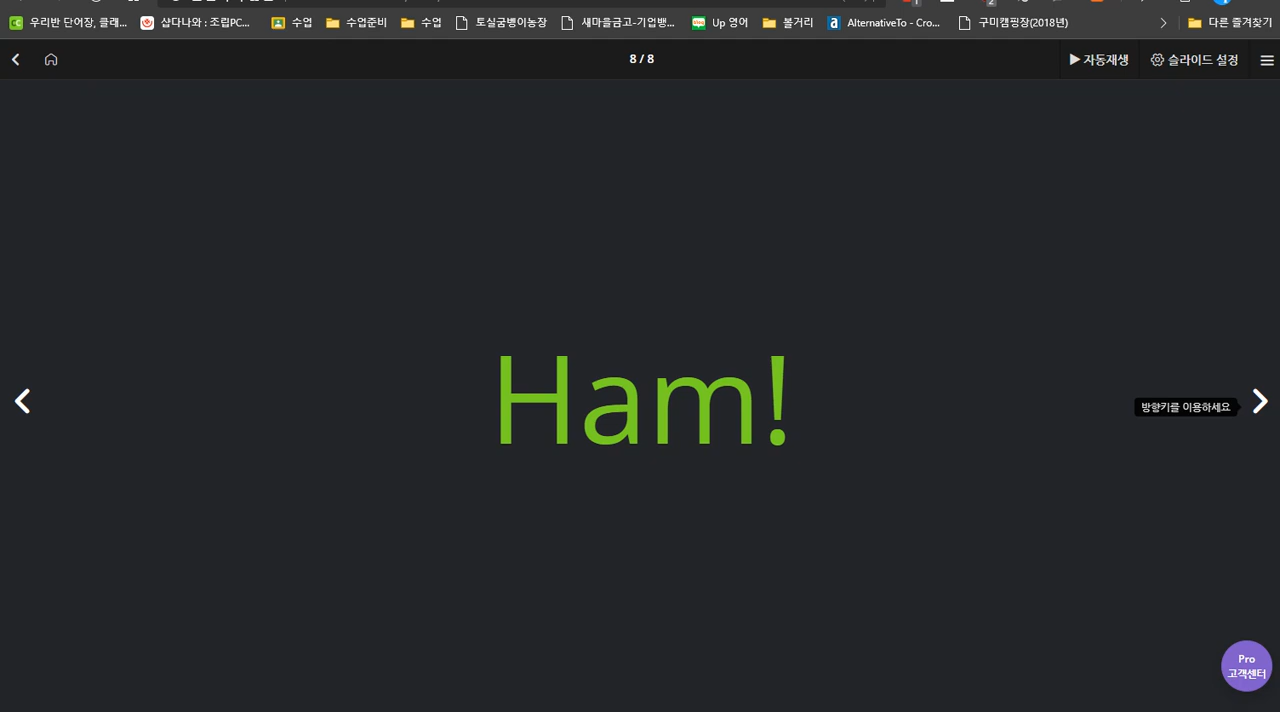 우리반 단어장, 클래...
샵다나와 : 조립PC...
수업
수업준비
수업
토실굼벵이농장
새마을금고-기업뱅...
Up 영어
볼거리
AlternativeTo - Cro...
구미캠핑장(2018년)
다른 즐겨찾기
8 / 8
자동재생
슬라이드 설정
Ham!
방향키를 이용하세요
Pro
고객센터